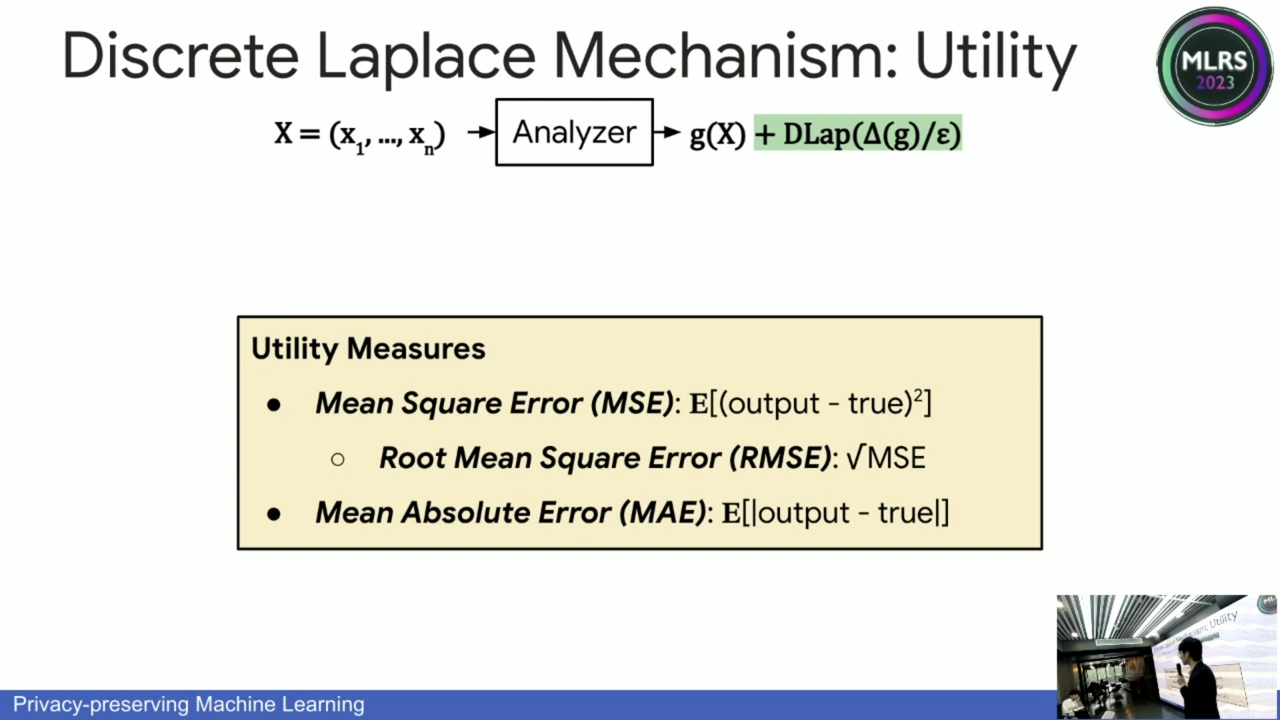 Discrete Laplace Mechanism: Utility
MLRS
2023
X = (x₁, ..., xₙ) → Analyzer → g(X) + DLap(Δ(g)/ε)
Utility Measures
● Mean Square Error (MSE): E[(output - true)²]
○ Root Mean Square Error (RMSE): √MSE
● Mean Absolute Error (MAE): E[|output - true|]
Utility
Privacy-preserving Machine Learning